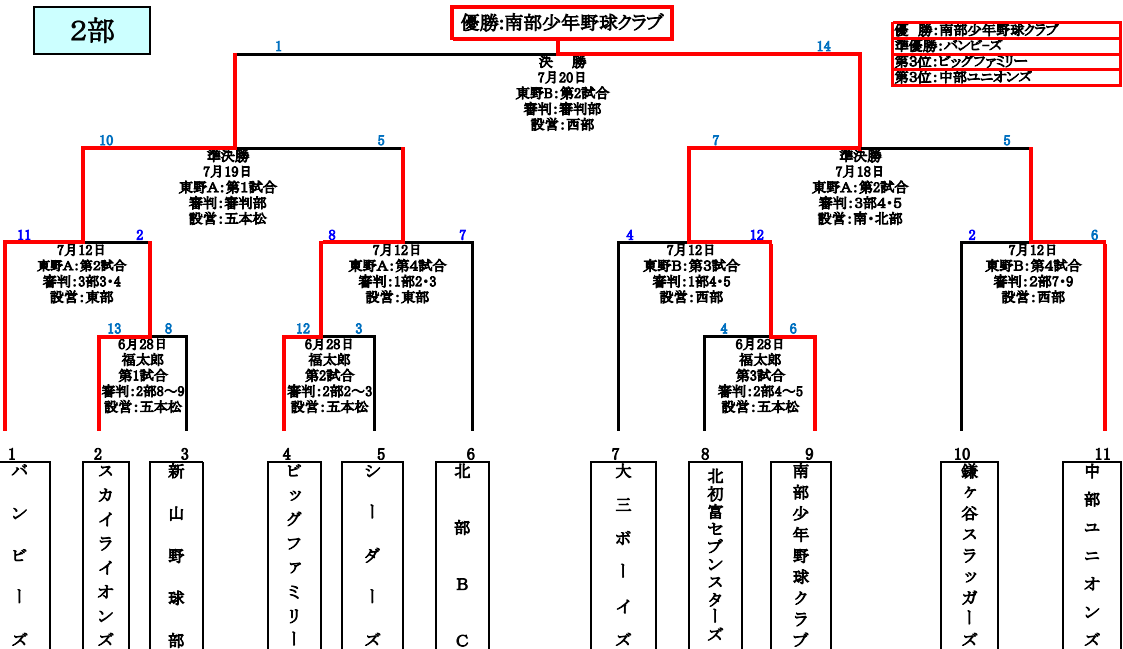 2部
優勝:南部少年野球クラブ
優　勝:南部少年野球クラブ
準優勝:バンビーズ
第3位:ビッグファミリー
第3位:中部ユニオンズ
1
14
決　勝
7月20日
東野B:第2試合
審判:審判部
設営:西部
10
5
準決勝
7月19日
東野A:第1試合
審判:審判部
設営:五本松
7
5
準決勝
7月18日
東野A:第2試合
審判:3部4・5
設営:南・北部
11
2
7月12日
東野A:第2試合
審判:3部3・4
設営:東部
8
7
7月12日
東野A:第4試合
審判:1部2・3
設営:東部
4
12
7月12日
東野B:第3試合
審判:1部4・5
設営:西部
2
6
7月12日
東野B:第4試合
審判:2部7・9
設営:西部
13
8
6月28日
福太郎
第1試合
審判:2部8～9
設営:五本松
12
3
6月28日
福太郎
第2試合
審判:2部2～3
設営:五本松
4
6
6月28日
福太郎
第3試合
審判:2部4～5
設営:五本松
1
バンビーズ
2
スカイライオンズ
3
新山野球部
4
ビッグファミリー
5
シーダーズ
6
北部BC
7
大三ボーイズ
8
北初富セブンスターズ
9
南部少年野球クラブ
10
鎌ヶ谷スラッガーズ
11
中部ユニオンズ